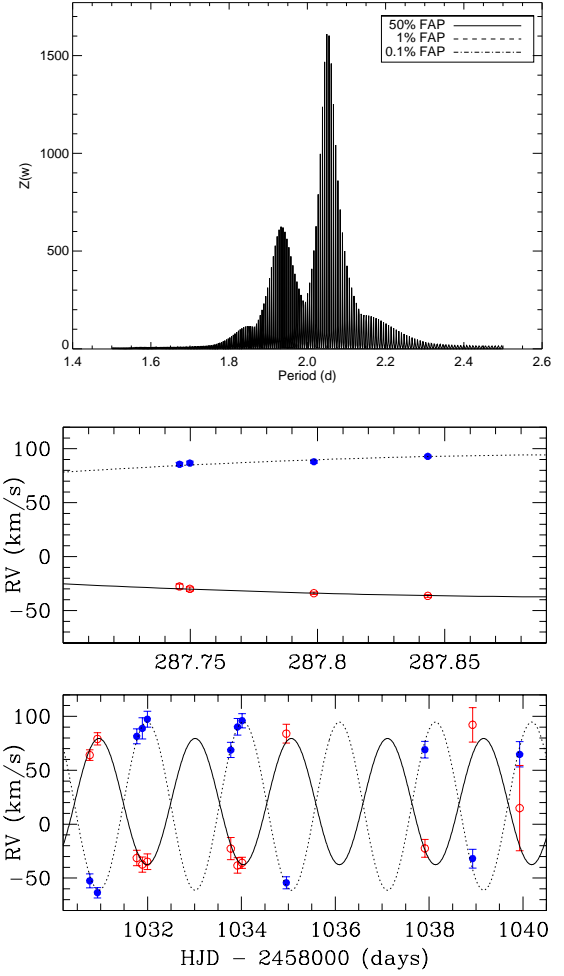 50% FAP
1% FAP
0.1% FAP
Z(w)
1500
1000
500
0
1.4 1.6 1.8 2.0 2.2 2.4 2.6
Period (d)
RV (km/s)
100
50
0
−50
287.75 287.8 287.85
RV (km/s)
100
50
0
−50
1032 1034 1036 1038 1040
HJD − 2458000 (days)